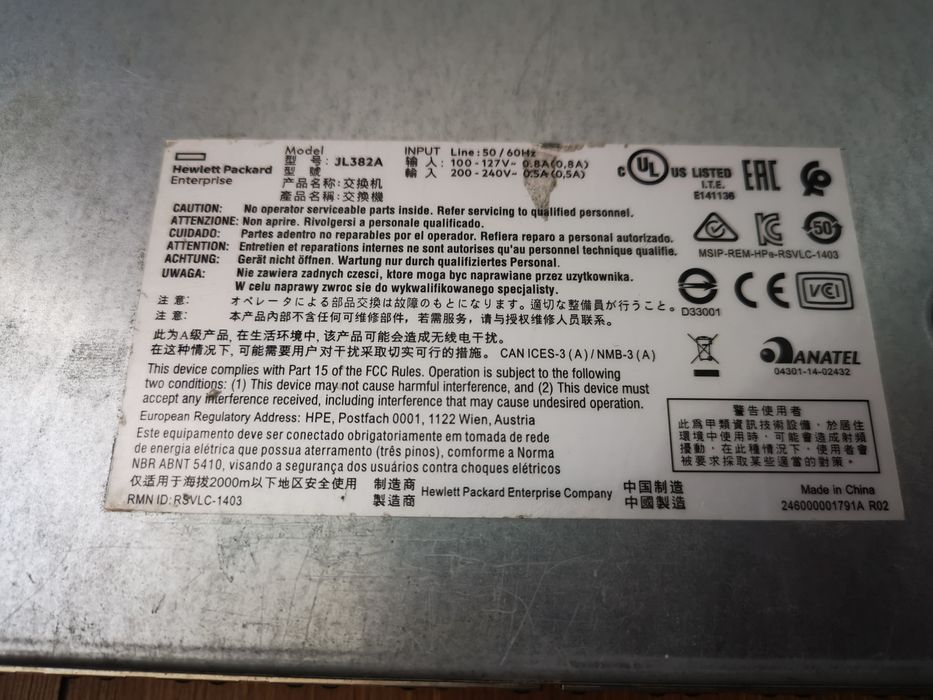 Hewlett Packard
Enterprise
Model
型 号: JL382A
型 號
产品名称:交换机
產品名稱:交換機
INPUT Line:50/60Hz
输 入: 100-127V~ 0.8A(0,8A)
輸 入 200-240V~ 0.5A(0,5A)
C UL US LISTED
I.T.E.
E141136
EAC
CAUTION: No operator serviceable parts inside. Refer servicing to qualified personnel.
ATTENZIONE: Non aprire. Rivolgersi a personale qualificado.
CUIDADO: Partes adentro no reparables por el operador. Refiera reparo a personal autorizado.
ATTENTION: Entretien et reparations internes ne sont autorises qu'au personnel technique qualifie.
ACHTUNG: Gerät nicht öffnen. Wartung nur durch qualifiziertes Personal.
UWAGA: Nie zawiera zadnych czesci, ktore moga byc naprawiane przez uzytkownika.
W celu naprawy zwroc sie do wykwalifikowanego spejalisty.
注意: オペレータによる部品交換は故障のもとになります。適切な整備員が行うこと。
注意: 本产品内部不含任何可维修部件,若需服务,请与授权维修人员联系。
50
MSIP-REM-HPe-RSVLC-1403
D33001
CE
VCI
此为A级产品,在生活环境中,该产品可能会造成无线电干扰。
在这种情况下,可能需要用户对干扰采取切实可行的措施。 CAN ICES-3 (A) / NMB-3 (A)
This device complies with Part 15 of the FCC Rules. Operation is subject to the following
two conditions: (1) This device may not cause harmful interference, and (2) This device must
accept any interference received, including interference that may cause undesired operation.
European Regulatory Address: HPE, Postfach 0001, 1122 Wien, Austria
Este equipamento deve ser conectado obrigatoriamente em tomada de rede
de energia elétrica que possua aterramento (três pinos), conforme a Norma
NBR ABNT 5410, visando a segurança dos usuários contra choques elétricos
仅适用于海拔2000m以下地区安全使用
RMN ID: RSVLC-1403
制造商
製造商
Hewlett Packard Enterprise Company
中国制造
中國製造
ANATEL
04301-14-02432
警告使用者
此為甲類資訊技術設備,於居住
環境中使用時,可能會造成射頻
擾動,在此種情況下,使用者會
被要求採取某些適當的對策。
Made in China
246000001791A R02